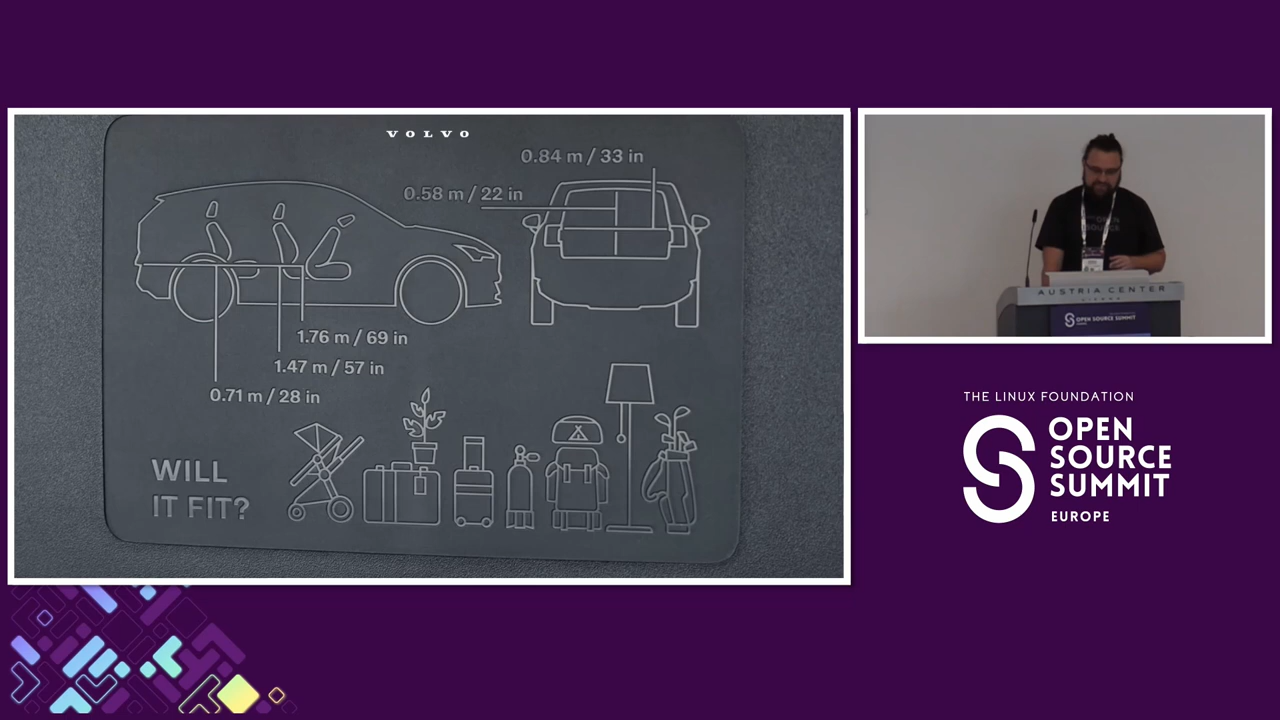 VOLVO
0.84 m / 33 in
0.58 m / 22 in
1.76 m / 69 in
1.47 m / 57 in
0.71 m / 28 in
WILL
IT FIT?
AUSTRIA CENTER
OPEN SOURCE SUMMIT
THE LINUX FOUNDATION
OPEN
SOURCE
SUMMIT
EUROPE